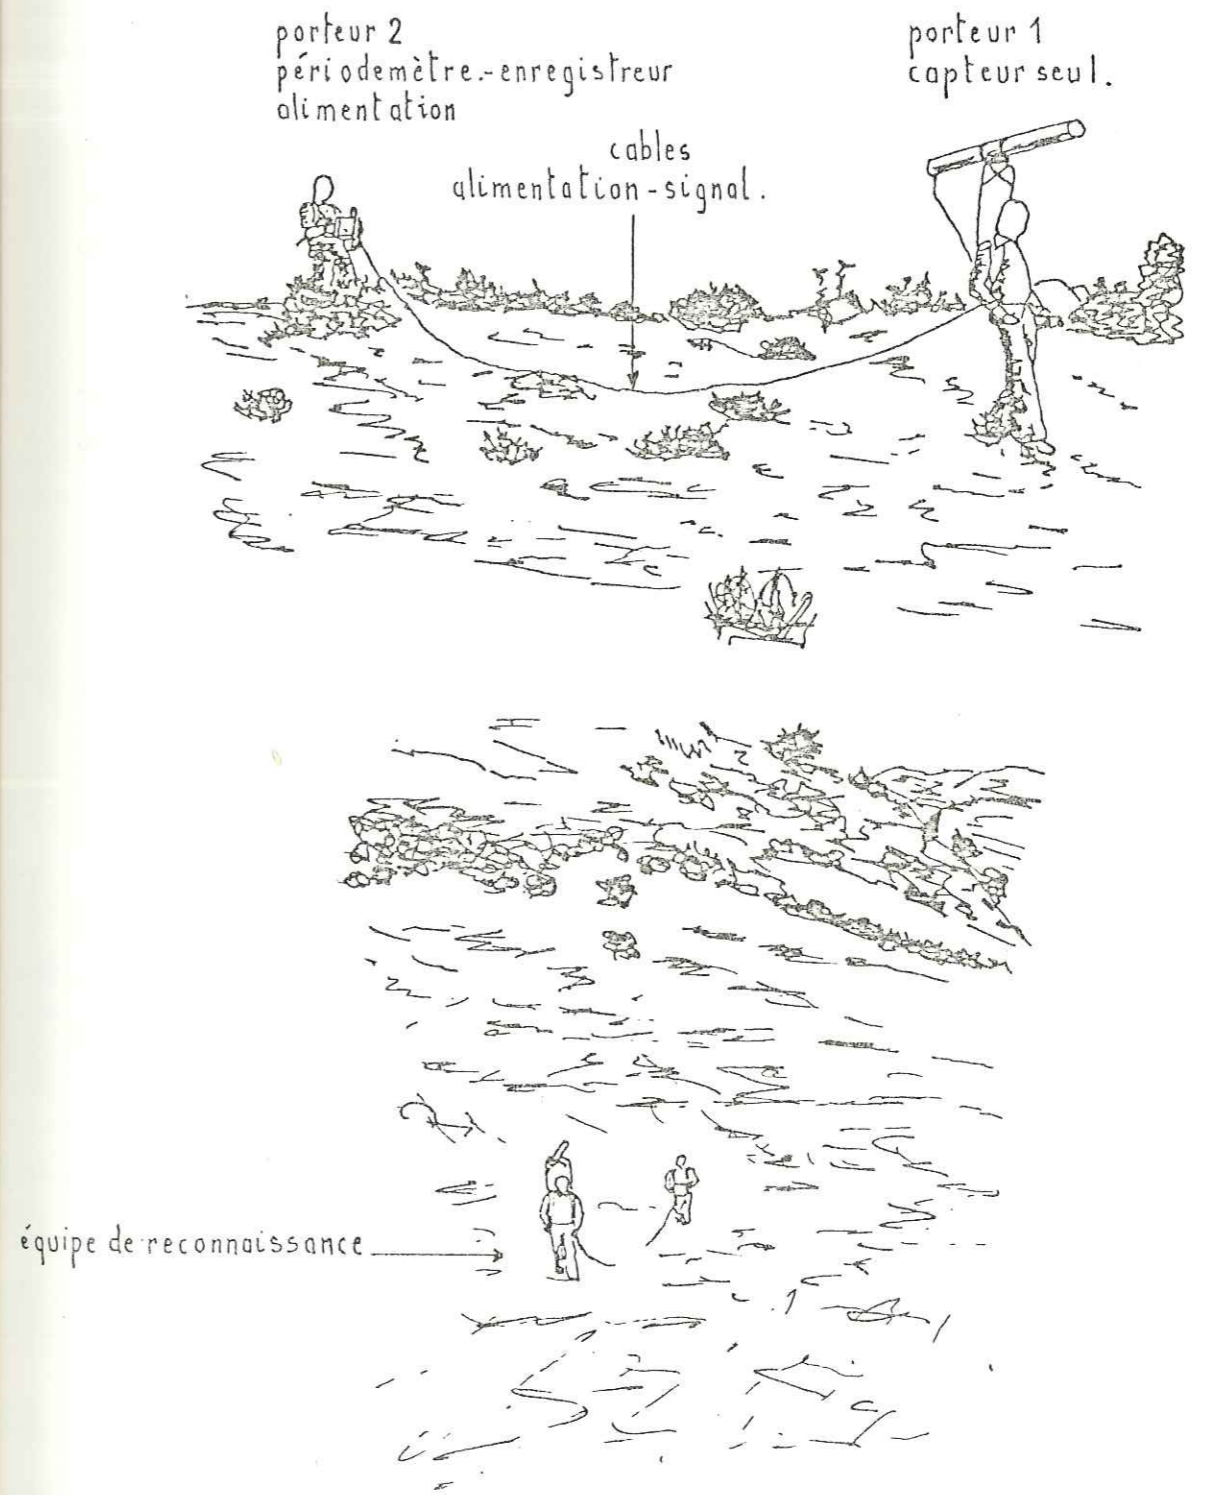 porteur 2
périodemètre.-enregistreur
alimentation
porteur 1
capteur seul.
cables
alimentation-signal.
équipe de reconnaissance